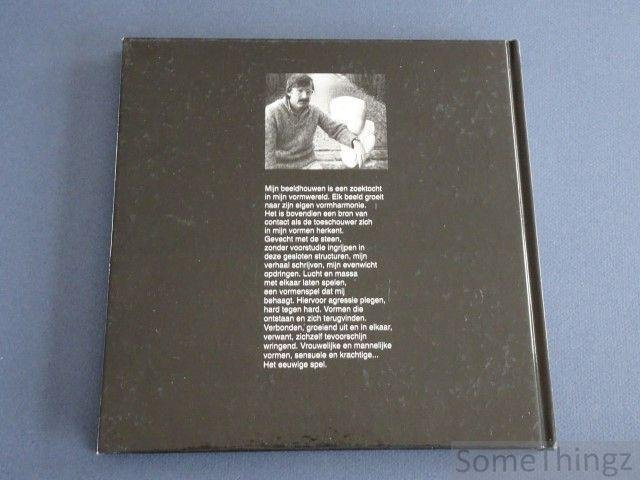 Mijn beeldhouwen is een zoektocht
in mijn vormwereld. Elk beeld groeit
naar zijn eigen vormharmonie.
Het is bovendien een bron van
contact als de toeschouwer zich
in mijn vormen herkent.
Gevecht met de steen,
zonder voorstudie ingrijpen in
deze gesloten structuren, mijn
verhaal schrijven, mijn evenwicht
opdringen. Lucht en massa
met elkaar laten spelen,
een vormenspel dat mij
behaagt. Hiervoor agressie plegen,
hard tegen hard. Vormen die
ontstaan en zich terugvinden.
Verbonden, groeiend uit en in elkaar,
verwant, zichzelf tevoorschijn
wringend. Vrouwelijke en mannelijke
vormen, sensuele en krachtige...
Het eeuwige spel.
SomeThingz